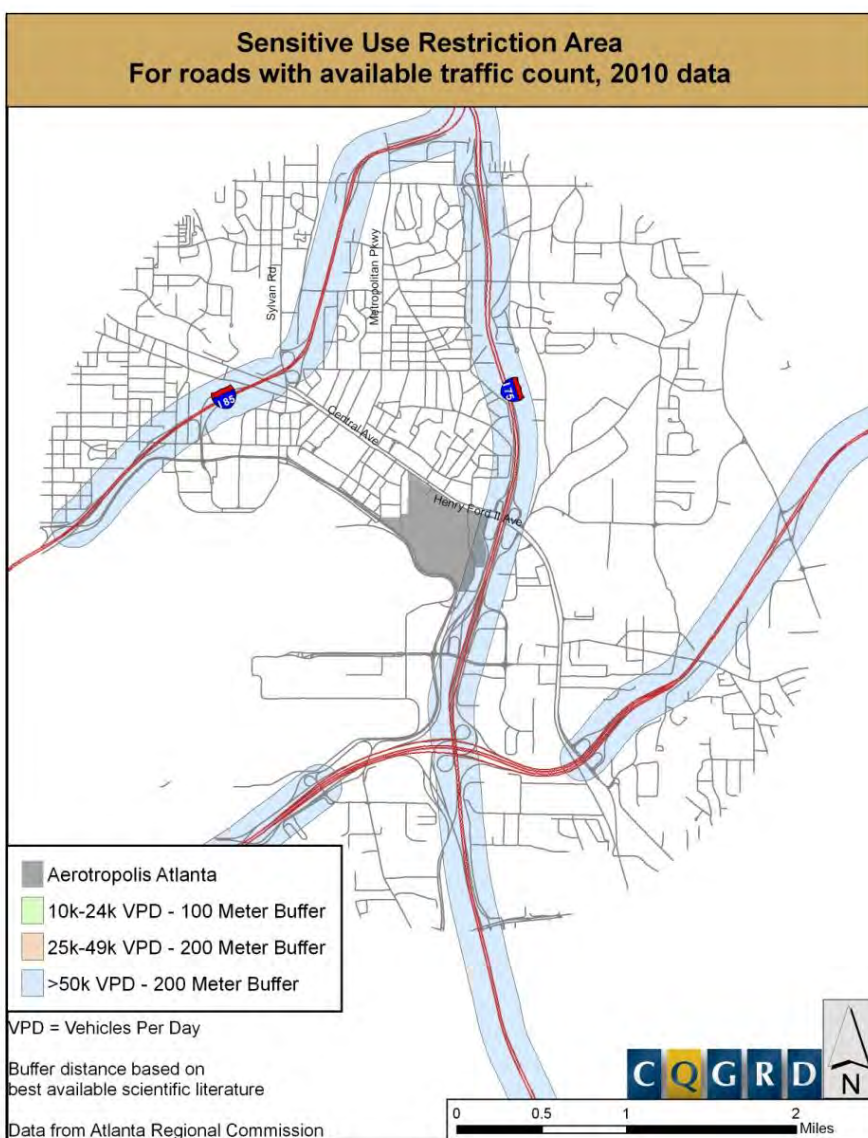 Sensitive Use Restriction Area
For roads with available traffic count, 2010 data
Sylvan Rd
Metropolitan Pkwy
I85
I75
Central Ave
Henry Ford II Ave
Aerotropolis Atlanta
10k-24k VPD - 100 Meter Buffer
25k-49k VPD - 200 Meter Buffer
>50k VPD - 200 Meter Buffer
VPD = Vehicles Per Day
Buffer distance based on
best available scientific literature
Data from Atlanta Regional Commission
C Q G R D
N
0 0.5 1 2
Miles